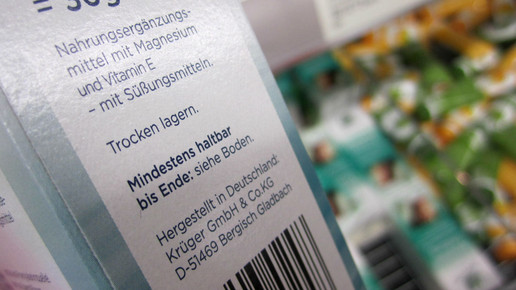 = 30 g
Nahrungsergänzungs-
mittel mit Magnesium
und Vitamin E
– mit Süßungsmitteln.
Trocken lagern.
Mindestens haltbar
bis Ende: siehe Boden.
Hergestellt in Deutschland:
Krüger GmbH & Co.KG
D-51469 Bergisch Gladbach